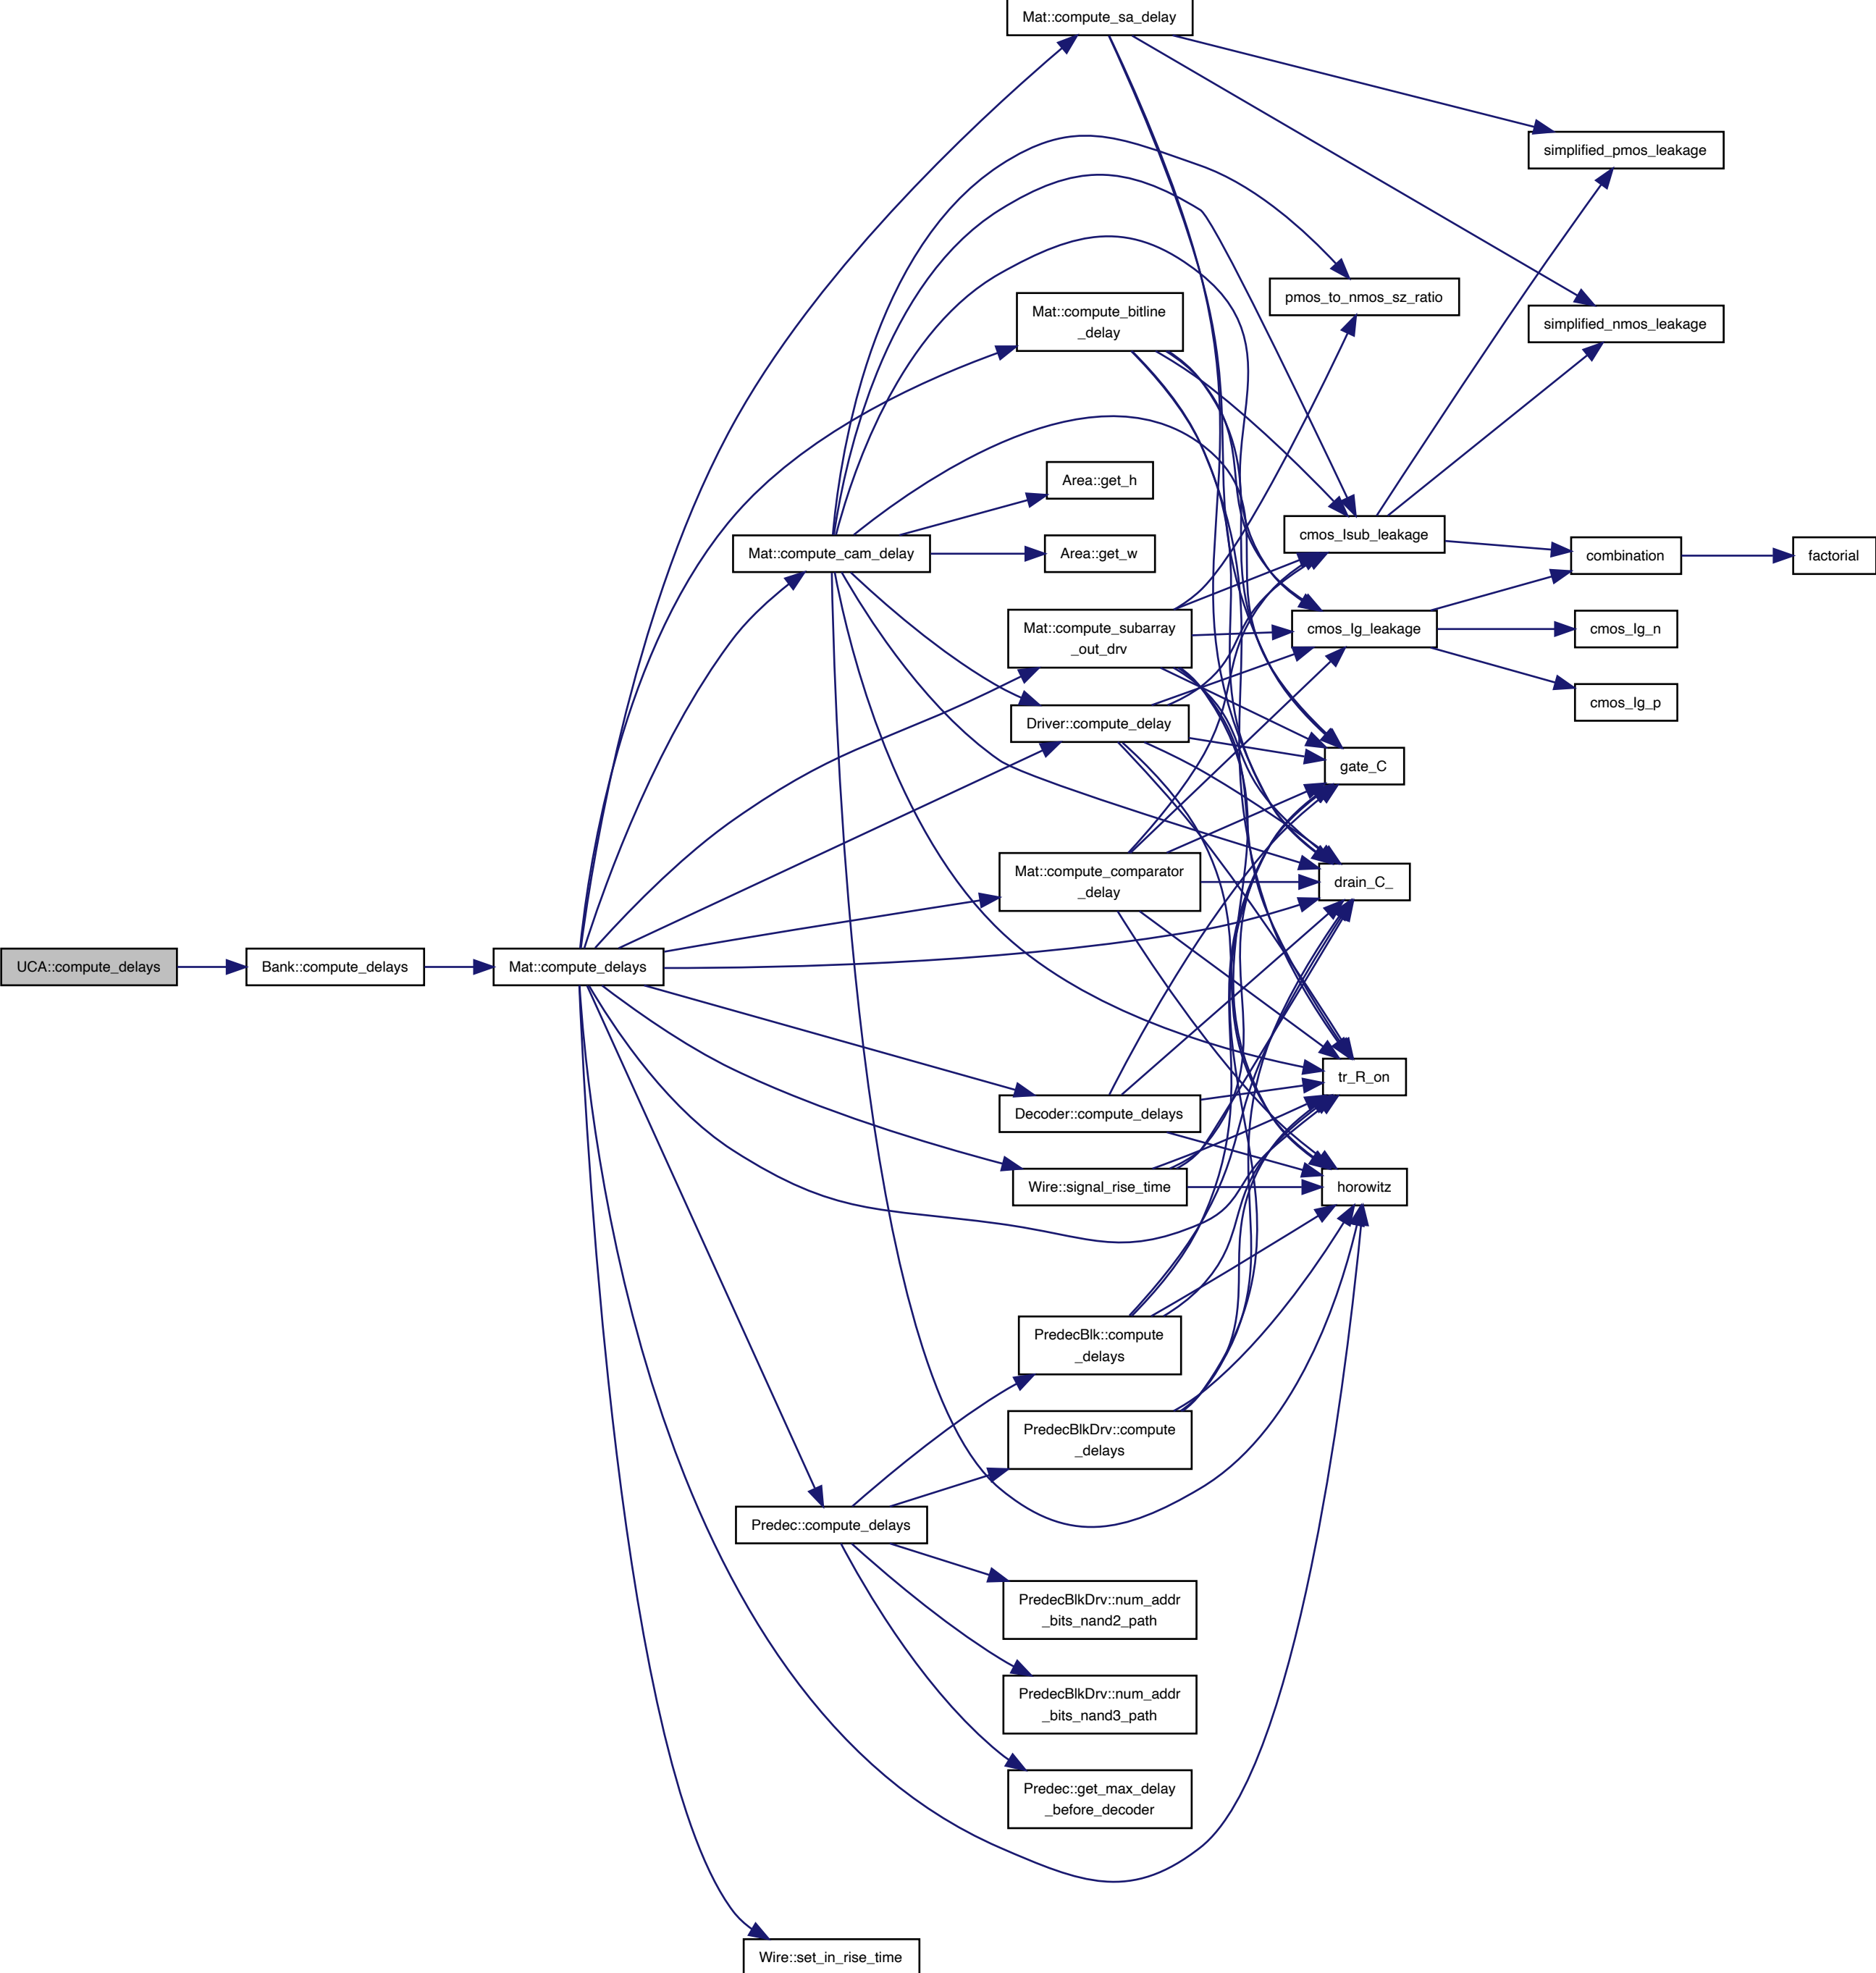 Mat::compute_sa_delay
simplified_pmos_leakage
pmos_to_nmos_sz_ratio
Mat::compute_bitline
_delay
simplified_nmos_leakage
Area::get_h
cmos_Isub_leakage
Mat::compute_cam_delay
Area::get_w
combination
factorial
Mat::compute_subarray
_out_drv
cmos_Ig_leakage
cmos_Ig_n
Driver::compute_delay
cmos_Ig_p
gate_C
Mat::compute_comparator
_delay
drain_C_
UCA::compute_delays
Bank::compute_delays
Mat::compute_delays
tr_R_on
Decoder::compute_delays
Wire::signal_rise_time
horowitz
PredecBlk::compute
_delays
PredecBlkDrv::compute
_delays
Predec::compute_delays
PredecBlkDrv::num_addr
_bits_nand2_path
PredecBlkDrv::num_addr
_bits_nand3_path
Predec::get_max_delay
_before_decoder
Wire::set_in_rise_time